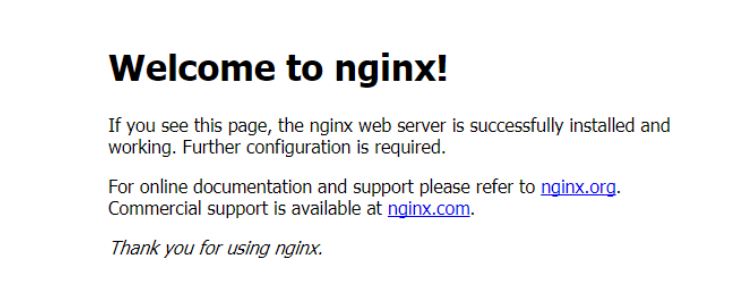 Welcome to nginx!
If you see this page, the nginx web server is successfully installed and
working. Further configuration is required.
For online documentation and support please refer to nginx.org.
Commercial support is available at nginx.com.
Thank you for using nginx.